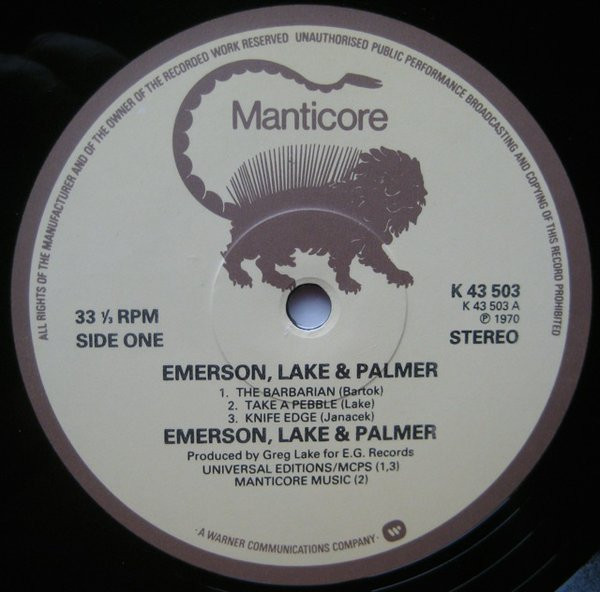 ALL RIGHTS OF THE MANUFACTURER AND OF THE OWNER OF THE RECORDED WORK RESERVED UNAUTHORISED PUBLIC PERFORMANCE BROADCASTING AND COPYING OF THIS RECORD PROHIBITED
Manticore
33 ⅓ RPM
SIDE ONE
K 43 503
K 43 503 A
℗ 1970
STEREO
EMERSON, LAKE & PALMER
1. THE BARBARIAN (Bartok)
2. TAKE A PEBBLE (Lake)
3. KNIFE EDGE (Janacek)
EMERSON, LAKE & PALMER
Produced by Greg Lake for E.G. Records
UNIVERSAL EDITIONS/MCPS (1,3)
MANTICORE MUSIC (2)
· A WARNER COMMUNICATIONS COMPANY ·